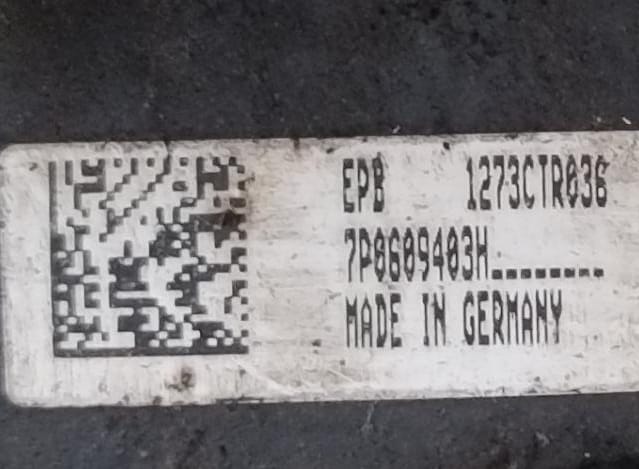 EPB 1273CTR036
7P0609403H________
MADE IN GERMANY